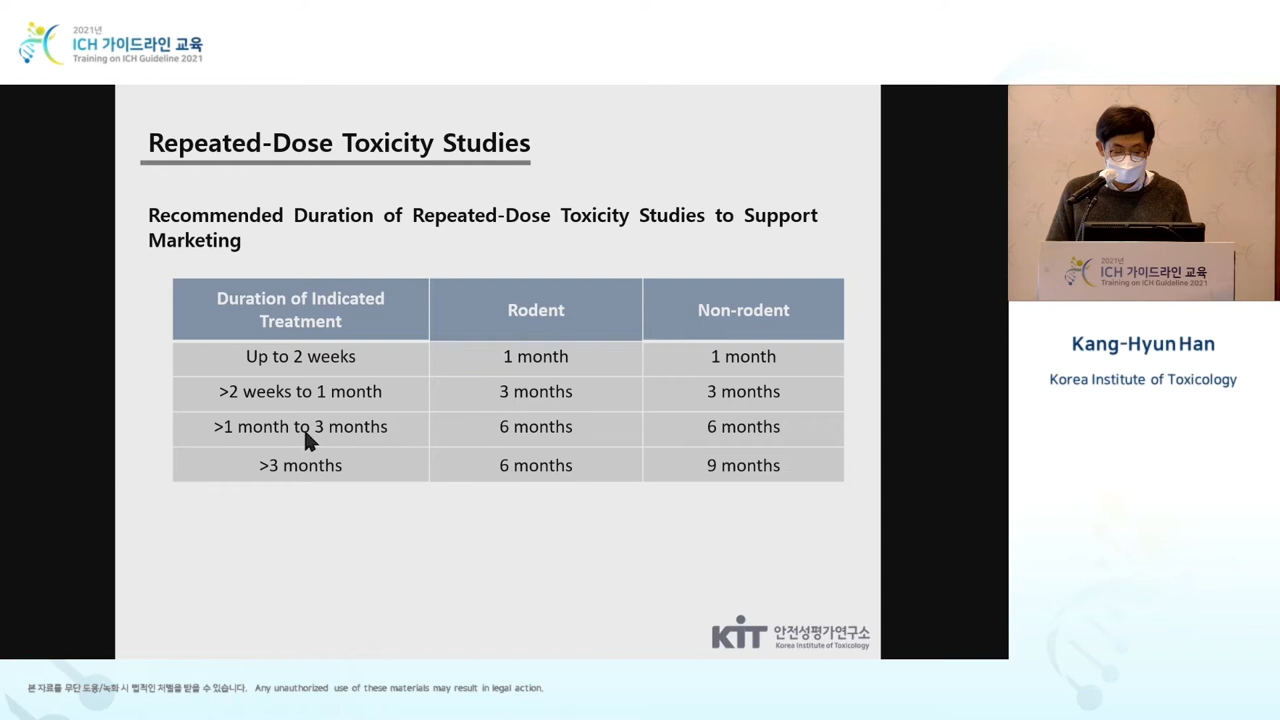 2021년
ICH 가이드라인 교육
Training on ICH Guideline 2021
Repeated-Dose Toxicity Studies
Recommended Duration of Repeated-Dose Toxicity Studies to Support
Marketing
Duration of Indicated
Treatment
Rodent
Non-rodent
Up to 2 weeks
1 month
1 month
>2 weeks to 1 month
3 months
3 months
>1 month to 3 months
6 months
6 months
>3 months
6 months
9 months
KIT 안전성평가연구소
Korea Institute of Toxicology
2021년
ICH 가이드라인 교육
Training on ICH Guideline 2021
Kang-Hyun Han
Korea Institute of Toxicology
본 자료를 무단 도용/녹화 시 법적인 처벌을 받을 수 있습니다. Any unauthorized use of these materials may result in legal action.